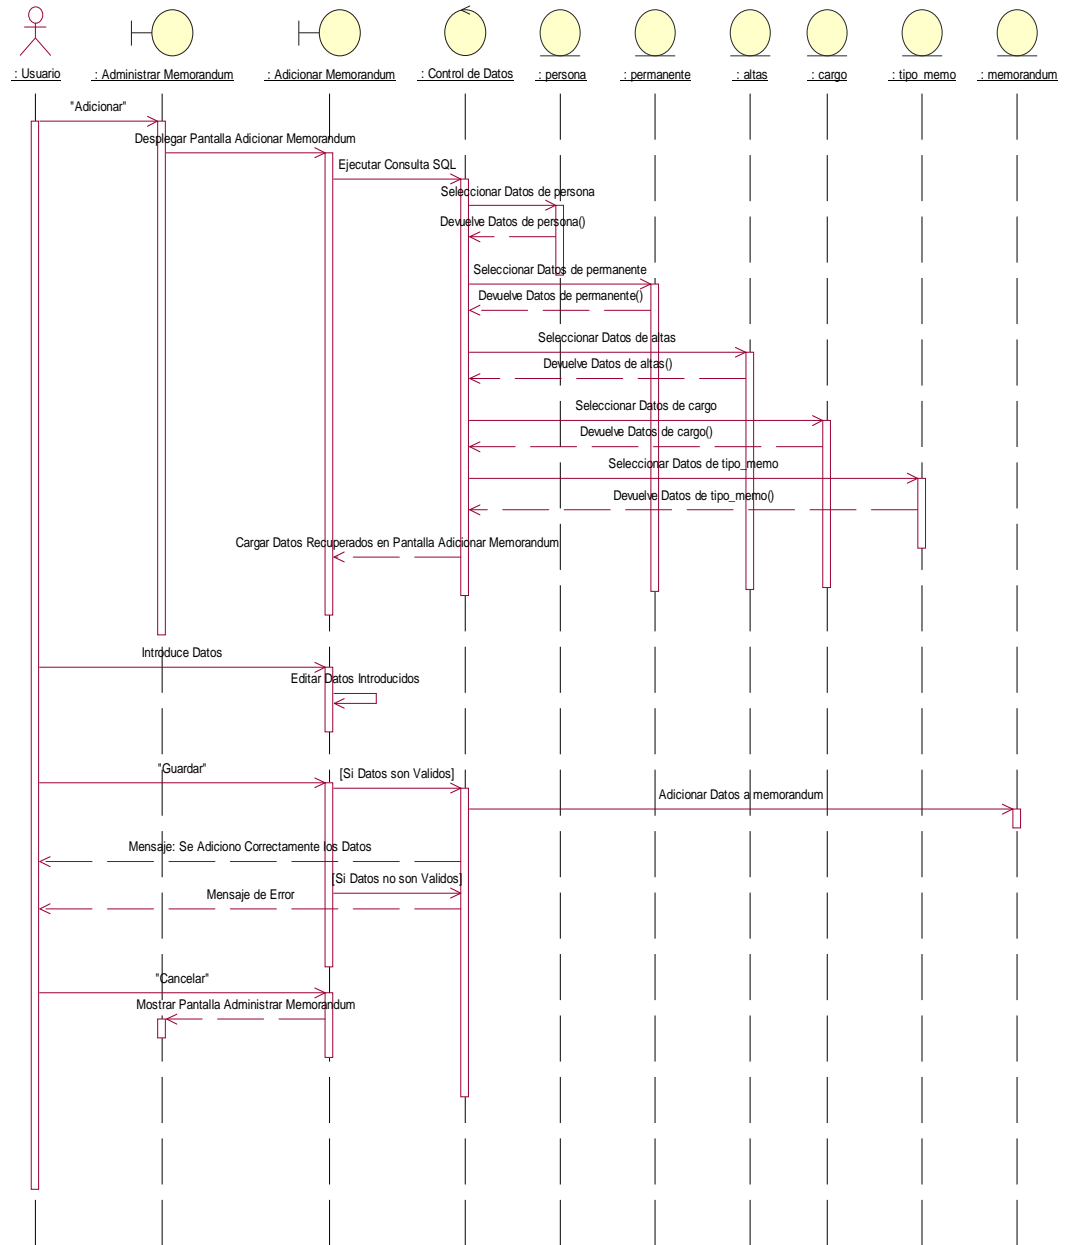 : Usuario
: Administrar Memorandum
: Adicionar Memorandum
: Control de Datos
: persona
: permanente
: altas
: cargo
: tipo_memo
: memorandum
"Adicionar"
Desplegar Pantalla Adicionar Memorandum
Ejecutar Consulta SQL
Seleccionar Datos de persona
Devuelve Datos de persona()
Seleccionar Datos de permanente
Devuelve Datos de permanente()
Seleccionar Datos de altas
Devuelve Datos de altas()
Seleccionar Datos de cargo
Devuelve Datos de cargo()
Seleccionar Datos de tipo_memo
Devuelve Datos de tipo_memo()
Cargar Datos Recuperados en Pantalla Adicionar Memorandum
Introduce Datos
Editar Datos Introducidos
"Guardar"
[Si Datos son Validos]
Adicionar Datos a memorandum
Mensaje: Se Adiciono Correctamente los Datos
[Si Datos no son Validos]
Mensaje de Error
"Cancelar"
Mostrar Pantalla Administrar Memorandum